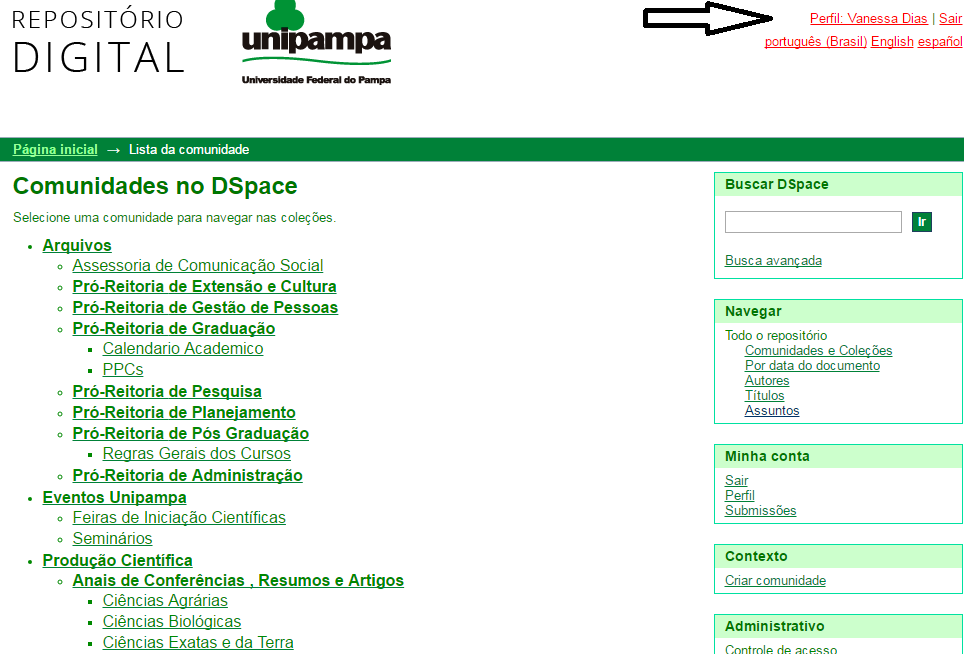 REPOSITÓRIO
DIGITAL
unipampa
Universidade Federal do Pampa
Perfil: Vanessa Dias | Sair
português (Brasil) English español
Página inicial → Lista da comunidade
Comunidades no DSpace
Selecione uma comunidade para navegar nas coleções.
Arquivos
Assessoria de Comunicação Social
Pró-Reitoria de Extensão e Cultura
Pró-Reitoria de Gestão de Pessoas
Pró-Reitoria de Graduação
Calendario Academico
PPCs
Pró-Reitoria de Pesquisa
Pró-Reitoria de Planejamento
Pró-Reitoria de Pós Graduação
Regras Gerais dos Cursos
Pró-Reitoria de Administração
Eventos Unipampa
Feiras de Iniciação Científicas
Seminários
Produção Científica
Anais de Conferências , Resumos e Artigos
Ciências Agrárias
Ciências Biológicas
Ciências Exatas e da Terra
Buscar DSpace
Ir
Busca avançada
Navegar
Todo o repositório
Comunidades e Coleções
Por data do documento
Autores
Títulos
Assuntos
Minha conta
Sair
Perfil
Submissões
Contexto
Criar comunidade
Administrativo
Controle de acesso